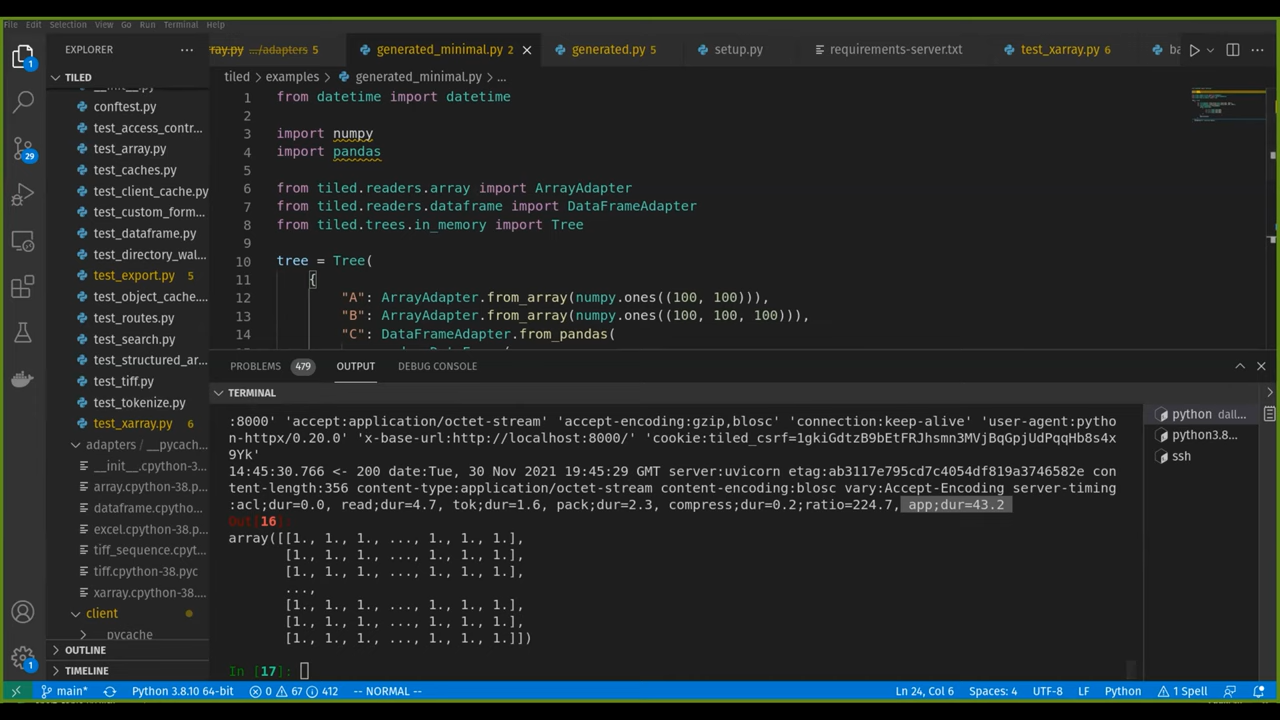 File Edit Selection View Go Run Terminal Help
EXPLORER
ray.py .../adapters 5
generated_minimal.py 2
generated.py 5
setup.py
requirements-server.txt
test_xarray.py 6
ba
TILED
__init__.py
conftest.py
test_access_contr...
test_array.py
test_caches.py
test_client_cache.py
test_custom_form...
test_dataframe.py
test_directory_wal...
test_export.py 5
test_object_cache....
test_routes.py
test_search.py
test_structured_ar...
test_tiff.py
test_tokenize.py
test_xarray.py 6
adapters / __pycac...
__init__.cpython-3...
array.cpython-38.p...
dataframe.cpytho...
excel.cpython-38....
tiff_sequence.cpyt...
tiff.cpython-38.pyc
xarray.cpython-38....
client
pycache
OUTLINE
TIMELINE
tiled > examples > generated_minimal.py > ...
1 from datetime import datetime
2
3 import numpy
4 import pandas
5
6 from tiled.readers.array import ArrayAdapter
7 from tiled.readers.dataframe import DataFrameAdapter
8 from tiled.trees.in_memory import Tree
9
10 tree = Tree(
11 {
12 "A": ArrayAdapter.from_array(numpy.ones((100, 100))),
13 "B": ArrayAdapter.from_array(numpy.ones((100, 100, 100))),
14 "C": DataFrameAdapter.from_pandas(
PROBLEMS 479 OUTPUT DEBUG CONSOLE
TERMINAL
:8000' 'accept:application/octet-stream' 'accept-encoding:gzip,blosc' 'connection:keep-alive' 'user-agent:pytho
n-httpx/0.20.0' 'x-base-url:http://localhost:8000/' 'cookie:tiled_csrf=1gkiGdtzB9bEtFRJhsmn3MVjBqGpjUdPqqHb8s4x
9Yk'
14:45:30.766 <- 200 date:Tue, 30 Nov 2021 19:45:29 GMT server:uvicorn etag:ab3117e795cd7c4054df819a3746582e con
tent-length:356 content-type:application/octet-stream content-encoding:blosc vary:Accept-Encoding server-timing
:acl;dur=0.0, read;dur=4.7, tok;dur=1.6, pack;dur=2.3, compress;dur=0.2;ratio=224.7, app;dur=43.2
Out[16]:
array([[1., 1., 1., ..., 1., 1., 1.],
[1., 1., 1., ..., 1., 1., 1.],
[1., 1., 1., ..., 1., 1., 1.],
...,
[1., 1., 1., ..., 1., 1., 1.],
[1., 1., 1., ..., 1., 1., 1.],
[1., 1., 1., ..., 1., 1., 1.]])
In [17]:
python dall...
python3.8...
ssh
1
29
1
main* Python 3.8.10 64-bit 0 67 412 -- NORMAL -- Ln 24, Col 6 Spaces: 4 UTF-8 LF Python 1 Spell